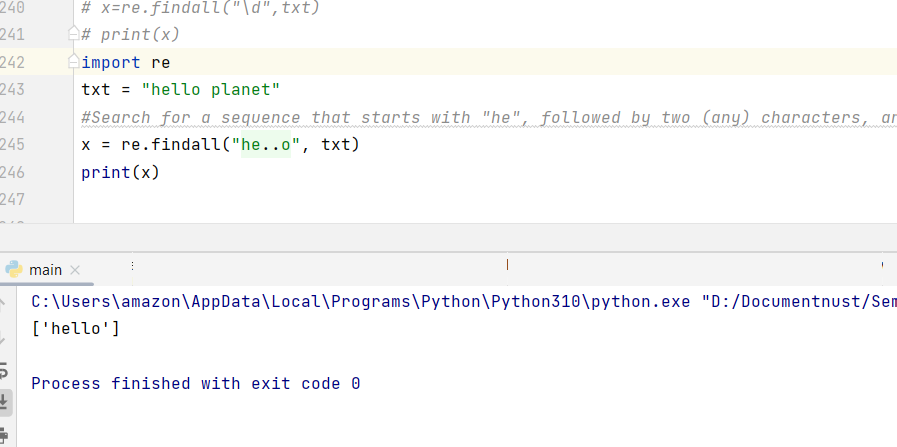 240 # x=re.findall("\d",txt)
241 # print(x)
242 import re
243 txt = "hello planet"
244 #Search for a sequence that starts with "he", followed by two (any) characters,
245 x = re.findall("he..o", txt)
246 print(x)
247
main
C:\Users\amazon\AppData\Local\Programs\Python\Python310\python.exe "D:/Documentnust/Sem
['hello']
Process finished with exit code 0